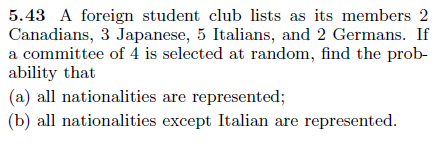 5.43 A foreign student club lists as its members 2
Canadians, 3 Japanese, 5 Italians, and 2 Germans. If
a committee of 4 is selected at random, find the prob-
ability that
(a) all nationalities are represented;
(b) all nationalities except Italian are represented.